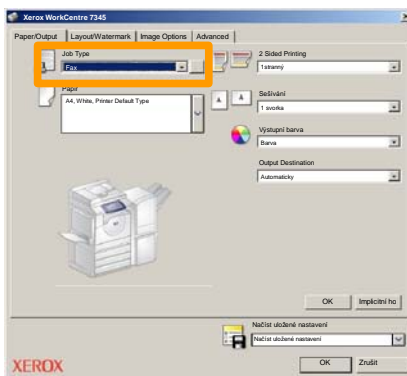 Xerox WorkCentre 7345
Paper/Output Layout/Watermark Image Options Advanced
Job Type
Fax
2 Sided Printing
1stranný
Papír
A4, White, Printer Default Type
Sešívání
1 svorka
Výstupní barva
Barva
Output Destination
Automaticky
OK Implicitní ho
Načíst uložené nastavení
Načíst uložené nastavení
XEROX
OK Zrušit